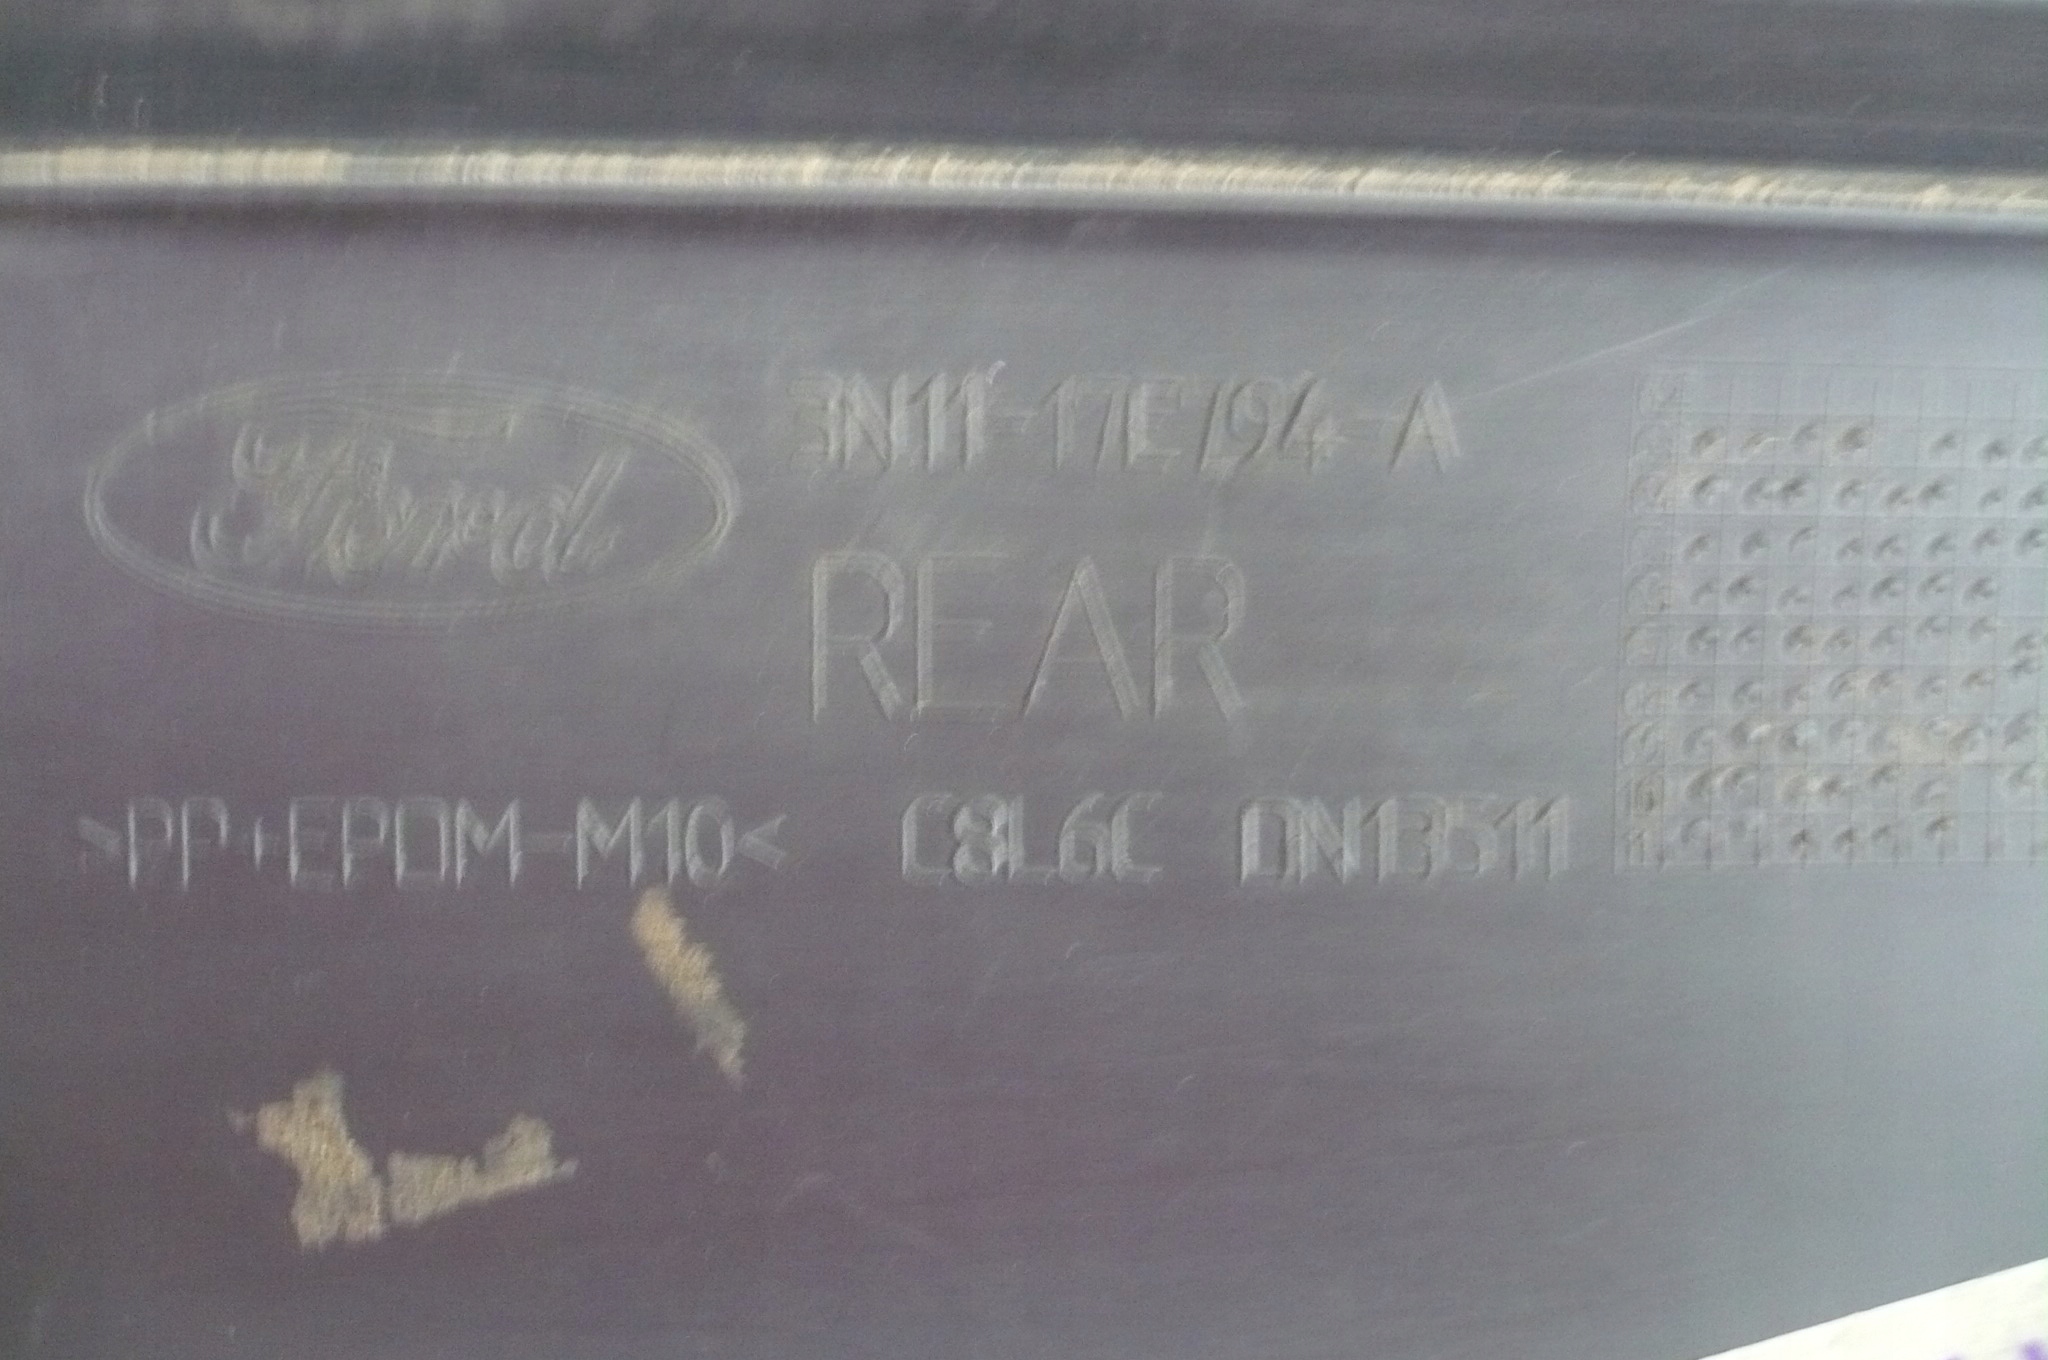 Ford
3N11-17E794-A
REAR
>PP+EPDM-M10< C8L6C DN13511